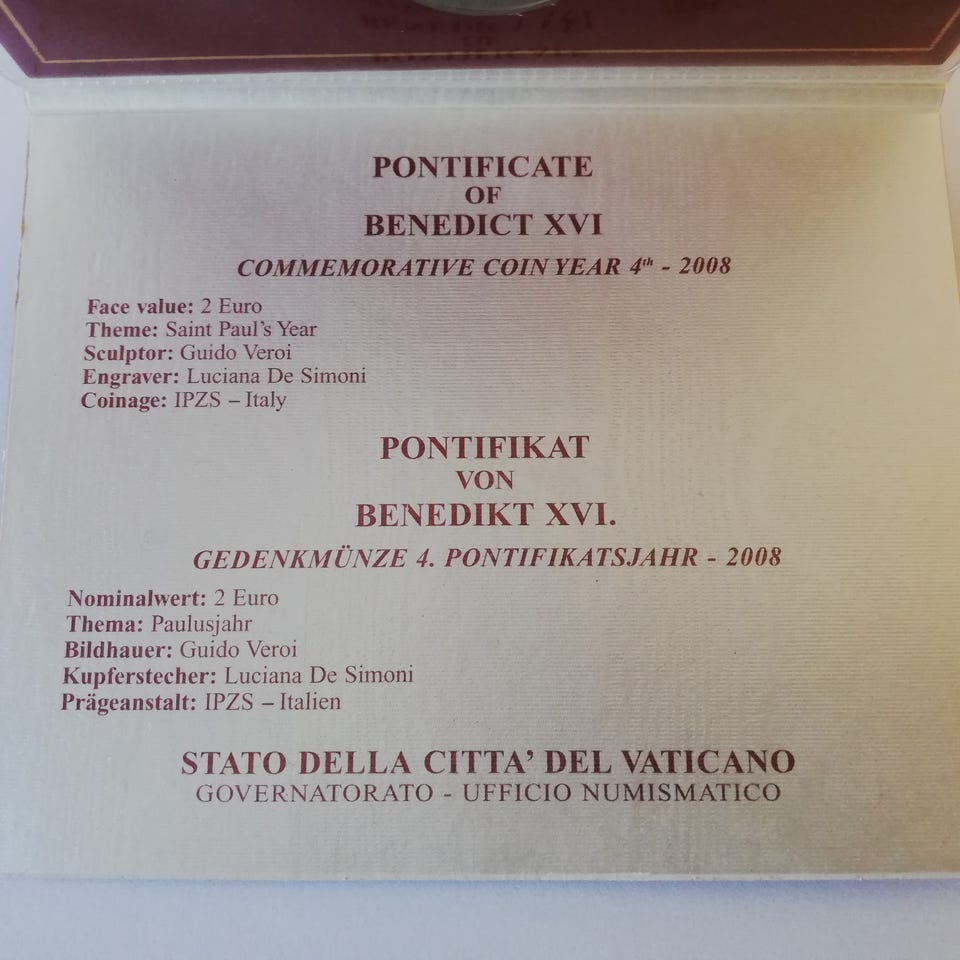 PONTIFICATE
OF
BENEDICT XVI
COMMEMORATIVE COIN YEAR 4th - 2008
Face value: 2 Euro
Theme: Saint Paul's Year
Sculptor: Guido Veroi
Engraver: Luciana De Simoni
Coinage: IPZS – Italy
PONTIFIKAT
VON
BENEDIKT XVI.
GEDENKMÜNZE 4. PONTIFIKATSJAHR - 2008
Nominalwert: 2 Euro
Thema: Paulusjahr
Bildhauer: Guido Veroi
Kupferstecher: Luciana De Simoni
Prägeanstalt: IPZS – Italien
STATO DELLA CITTA' DEL VATICANO
GOVERNATORATO - UFFICIO NUMISMATICO